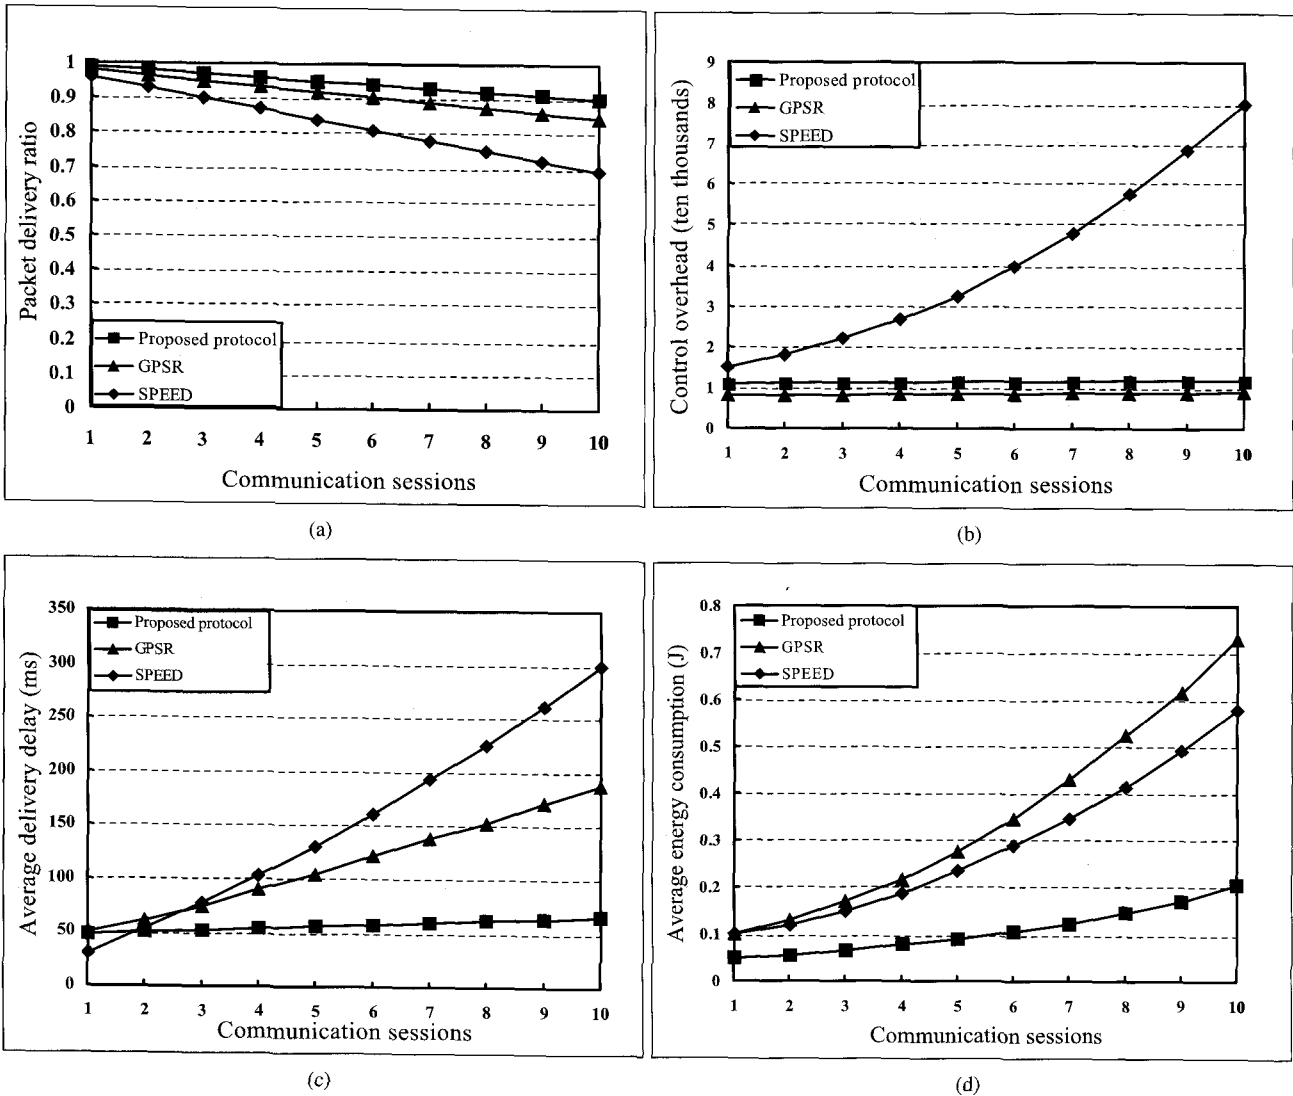 Packet delivery ratio
1
0.9
0.8
0.7
0.6
0.5
0.4
0.3
0.2
0.1
0
Proposed protocol
GPSR
SPEED
1 2 3 4 5 6 7 8 9 10
Communication sessions
(a)
Control overhead (ten thousands)
9
8
7
6
5
4
3
2
1
0
Proposed protocol
GPSR
SPEED
1 2 3 4 5 6 7 8 9 10
Communication sessions
(b)
Average delivery delay (ms)
350
300
250
200
150
100
50
0
Proposed protocol
GPSR
SPEED
1 2 3 4 5 6 7 8 9 10
Communication sessions
(c)
Average energy consumption (J)
0.8
0.7
0.6
0.5
0.4
0.3
0.2
0.1
0
Proposed protocol
GPSR
SPEED
1 2 3 4 5 6 7 8 9 10
Communication sessions
(d)